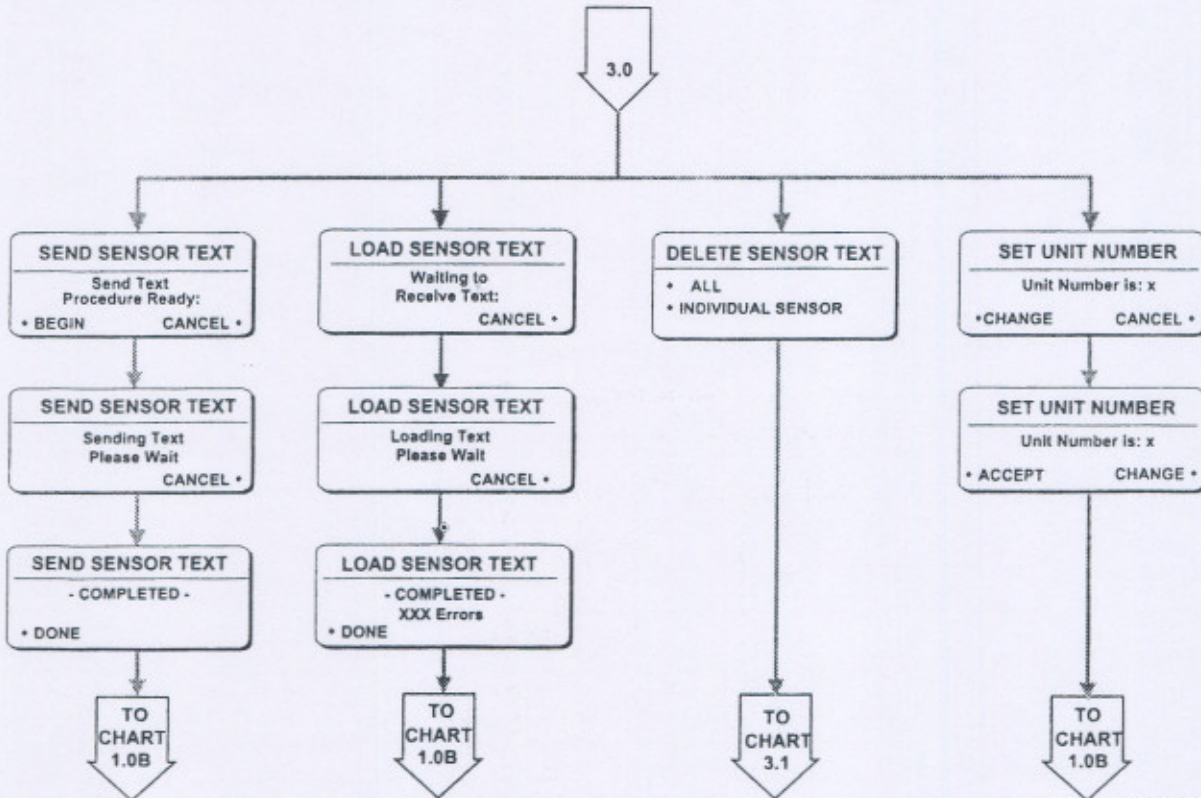 3.0
SEND SENSOR TEXT
Send Text
Procedure Ready:
• BEGIN CANCEL •
SEND SENSOR TEXT
Sending Text
Please Wait
CANCEL •
SEND SENSOR TEXT
- COMPLETED -
• DONE
TO
CHART
1.0B
LOAD SENSOR TEXT
Waiting to
Receive Text:
CANCEL •
LOAD SENSOR TEXT
Loading Text
Please Wait
CANCEL •
LOAD SENSOR TEXT
- COMPLETED -
XXX Errors
• DONE
TO
CHART
1.0B
DELETE SENSOR TEXT
• ALL
• INDIVIDUAL SENSOR
TO
CHART
3.1
SET UNIT NUMBER
Unit Number is: x
•CHANGE CANCEL •
SET UNIT NUMBER
Unit Number is: x
• ACCEPT CHANGE •
TO
CHART
1.0B